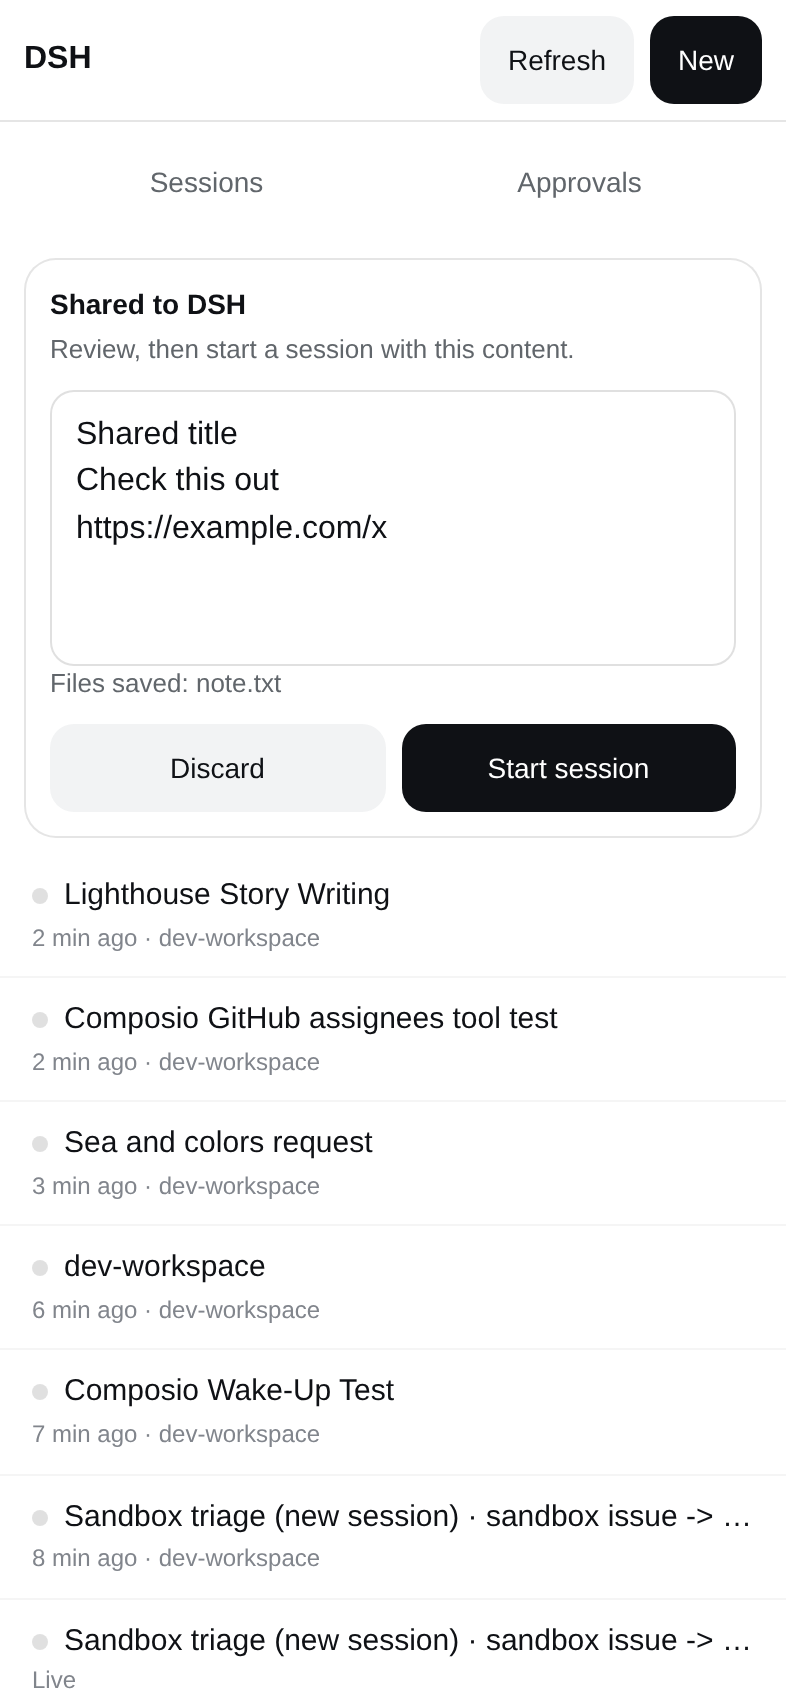 DSH
Refresh
New
Sessions
Approvals
Shared to DSH
Review, then start a session with this content.
Shared title
Check this out
https://example.com/x
Files saved: note.txt
Discard
Start session
Lighthouse Story Writing
2 min ago · dev-workspace
Composio GitHub assignees tool test
2 min ago · dev-workspace
Sea and colors request
3 min ago · dev-workspace
dev-workspace
6 min ago · dev-workspace
Composio Wake-Up Test
7 min ago · dev-workspace
Sandbox triage (new session) · sandbox issue -> …
8 min ago · dev-workspace
Sandbox triage (new session) · sandbox issue -> …
Live